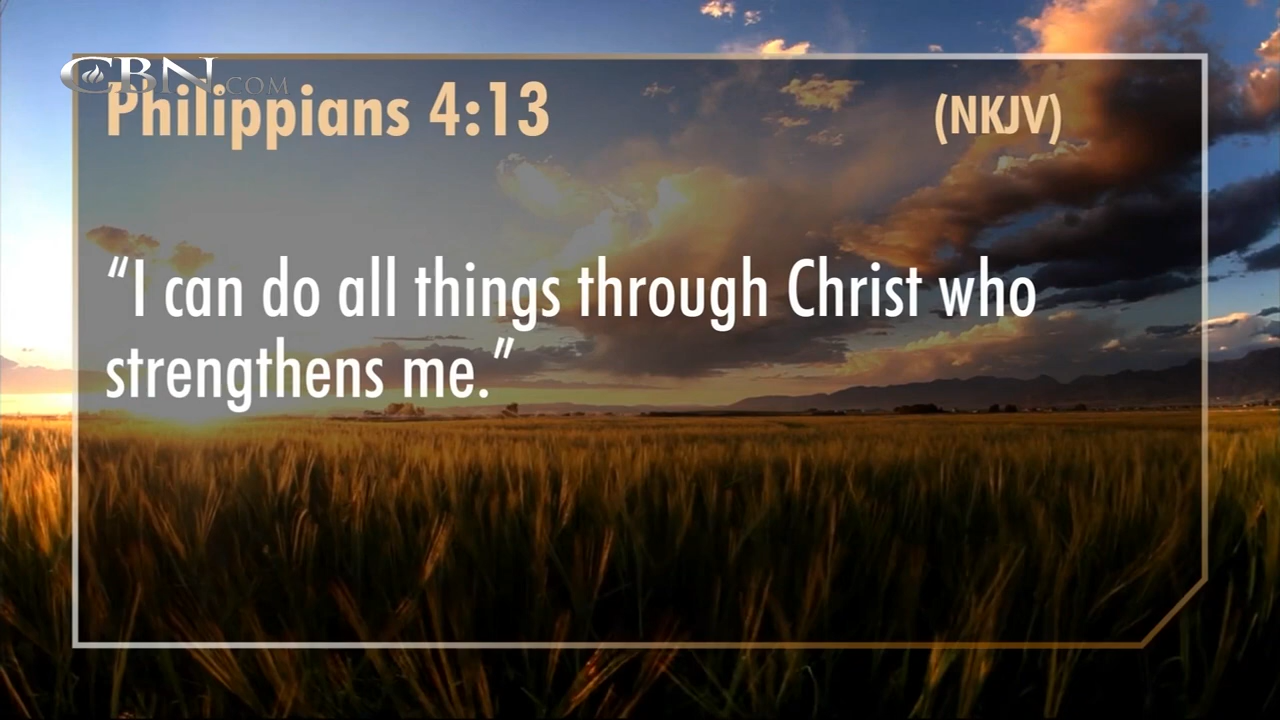 CBN.COM
Philippians 4:13 (NKJV)
“I can do all things through Christ who
strengthens me.”